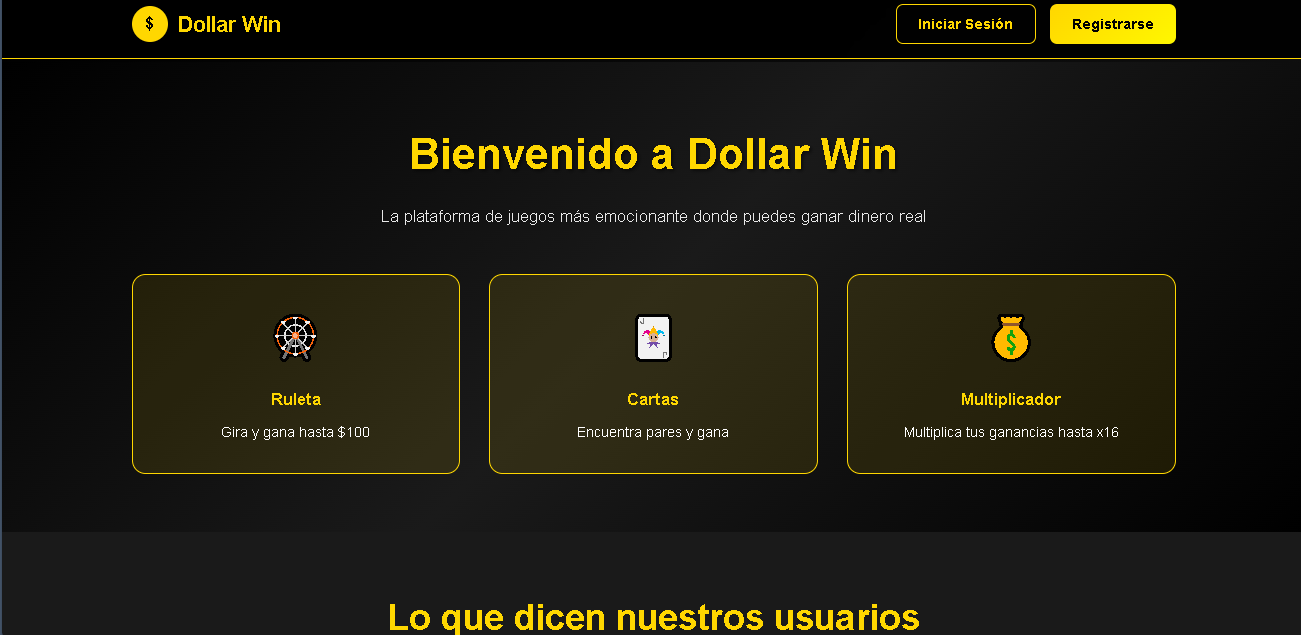 $ Dollar Win
Iniciar Sesión
Registrarse
Bienvenido a Dollar Win
La plataforma de juegos más emocionante donde puedes ganar dinero real
J
J
$
Ruleta
Cartas
Multiplicador
Gira y gana hasta $100
Encuentra pares y gana
Multiplica tus ganancias hasta x16
Lo que dicen nuestros usuarios